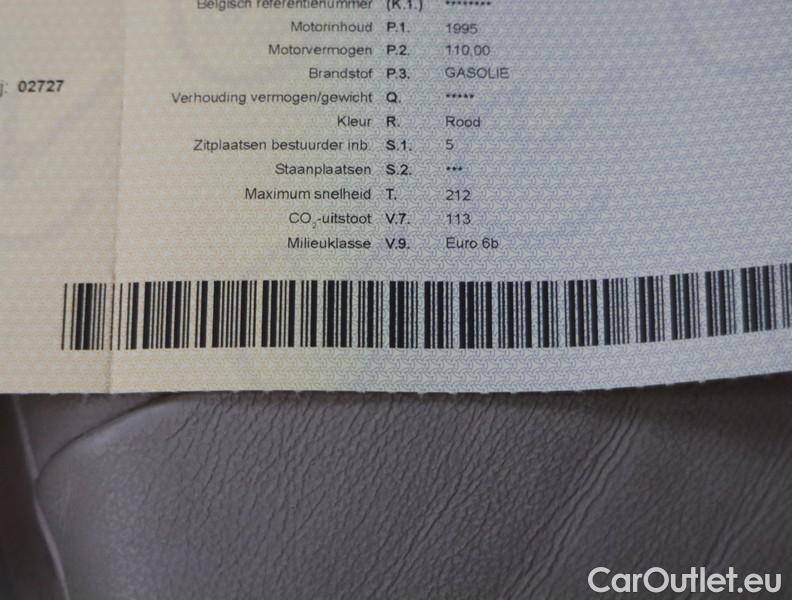 Belgisch referentienummer (K.1.) ********
Motorinhoud P.1. 1995
Motorvermogen P.2. 110,00
Brandstof P.3. GASOLIE
j: 02727
Verhouding vermogen/gewicht Q. *****
Kleur R. Rood
Zitplaatsen bestuurder inb. S.1. 5
Staanplaatsen S.2. ***
Maximum snelheid T. 212
CO₂-uitstoot V.7. 113
Milieuklasse V.9. Euro 6b
CarOutlet.eu